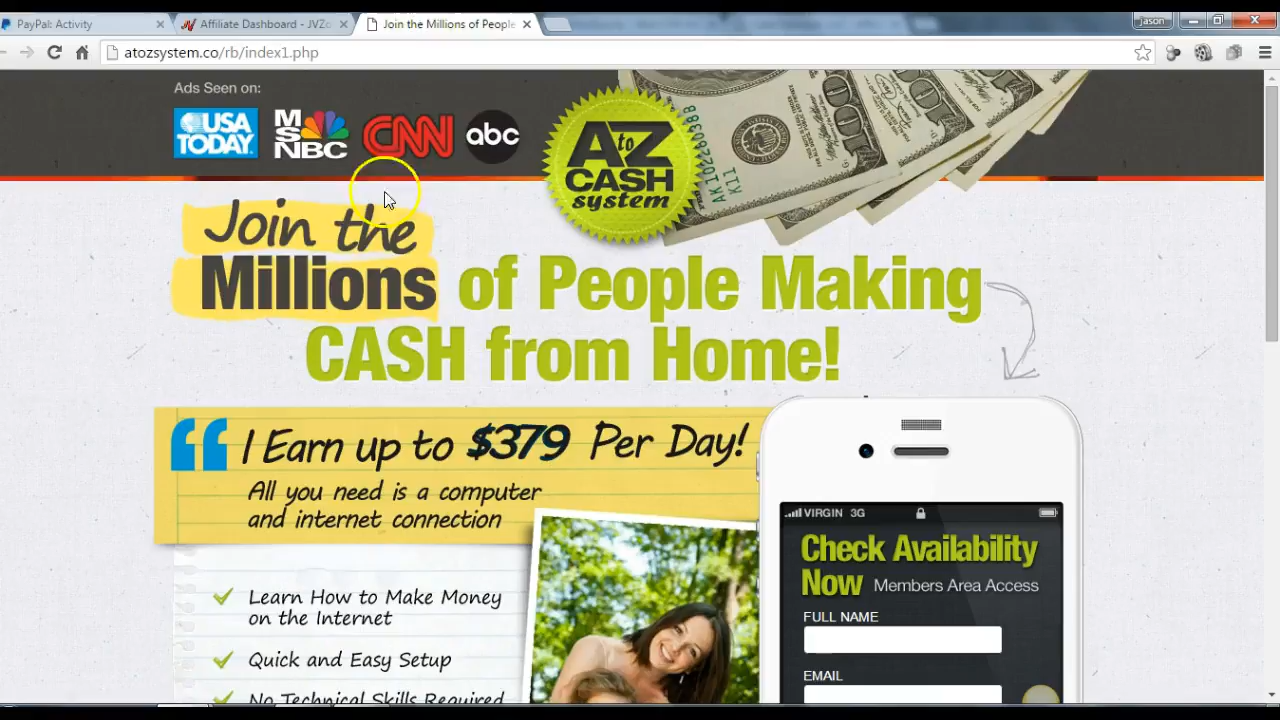 PayPal: Activity
Affiliate Dashboard - JVZo
Join the Millions of People
jason
atozsystem.co/rb/index1.php
Ads Seen on:
USA TODAY.
MSNBC
CNN
abc
A to Z
CASH
system
AK10229038B
K11
100
Join the
Millions of People Making
CASH from Home!
“ I Earn up to $379 Per Day!
All you need is a computer
and internet connection
Learn How to Make Money
on the Internet
Quick and Easy Setup
No Technical Skills Required
VIRGIN 3G
Check Availability
Now Members Area Access
FULL NAME
EMAIL